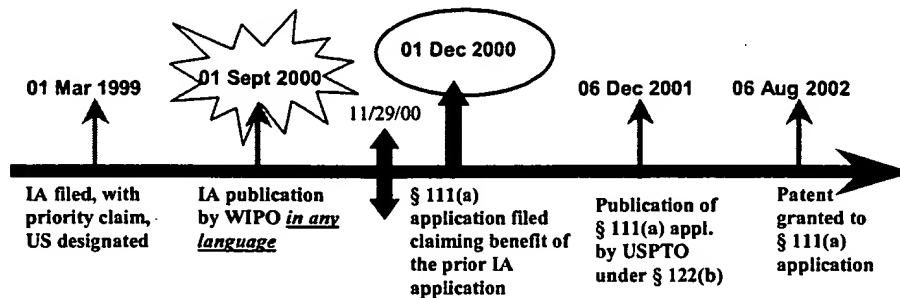 01 Mar 1999
01 Sept 2000
11/29/00
01 Dec 2000
06 Dec 2001
06 Aug 2002
IA filed, with
priority claim,
US designated
IA publication
by WIPO in any
language
§ 111(a)
application filed
claiming benefit of
the prior IA
application
Publication of
§ 111(a) appl.
by USPTO
under § 122(b)
Patent
granted to
§ 111(a)
application